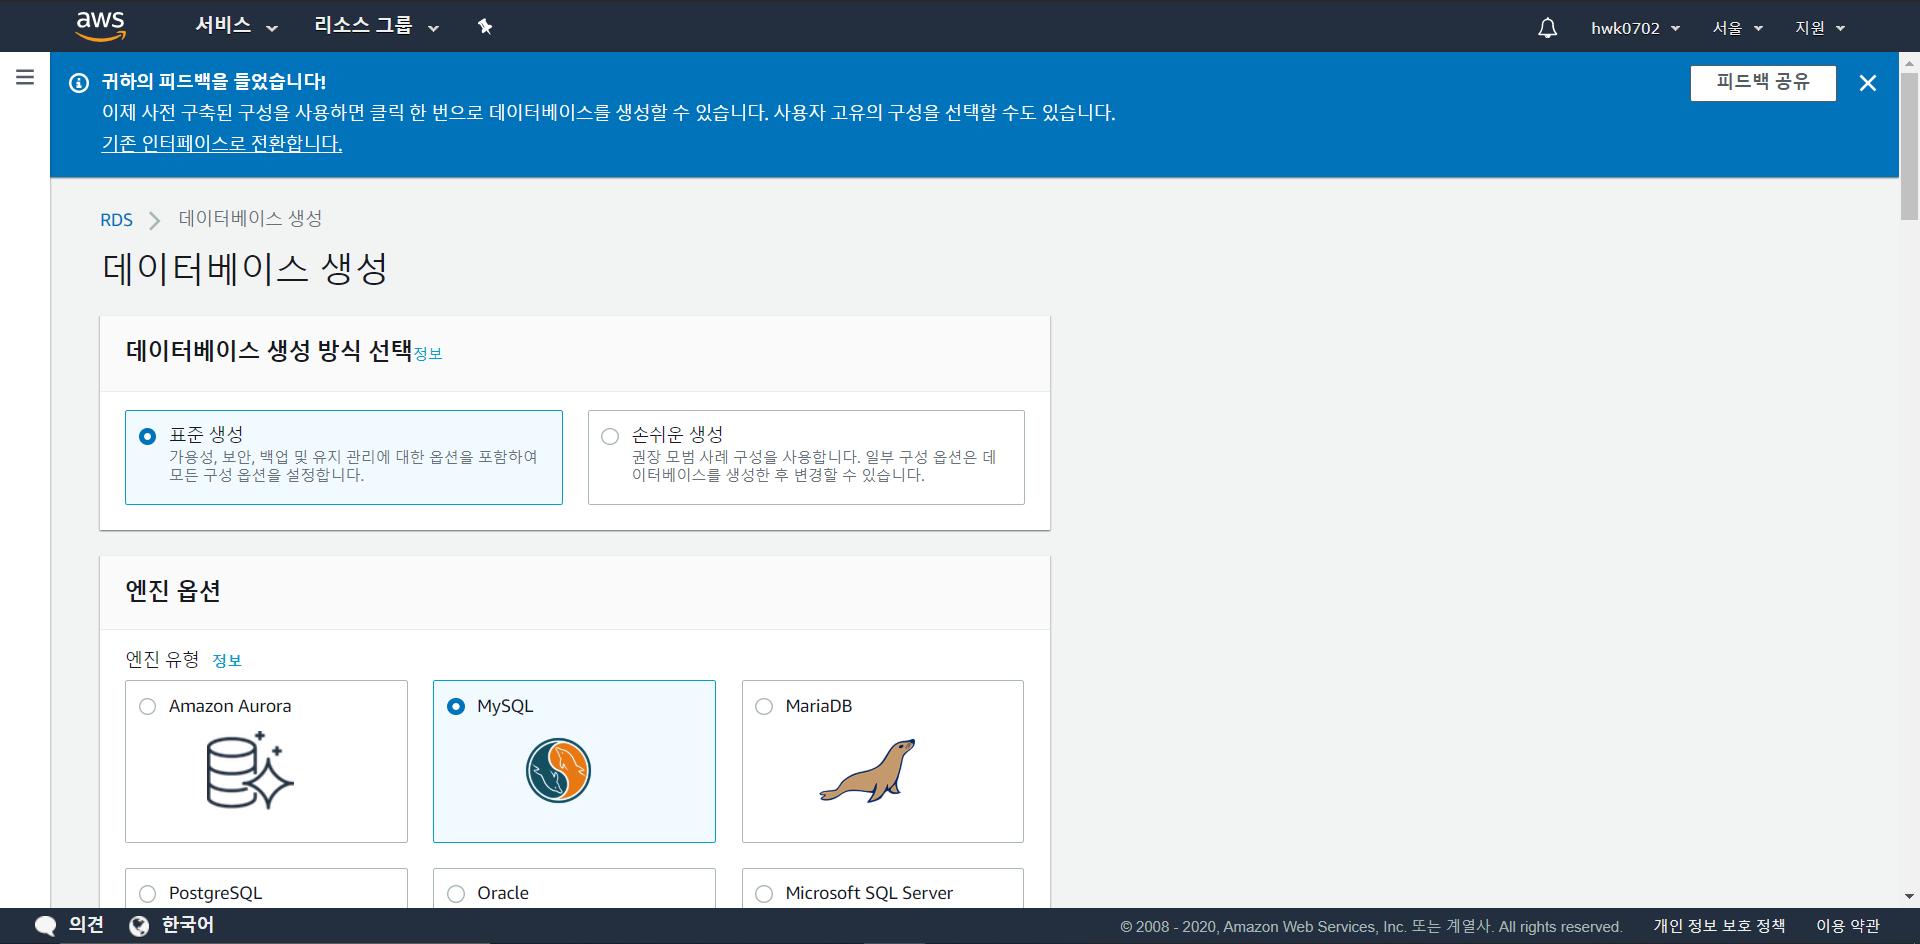 aws 서비스 리소스 그룹 hwk0702 서울 지원
귀하의 피드백을 들었습니다! 피드백 공유
이제 사전 구축된 구성을 사용하면 클릭 한 번으로 데이터베이스를 생성할 수 있습니다. 사용자 고유의 구성을 선택할 수도 있습니다.
기존 인터페이스로 전환합니다.
RDS 데이터베이스 생성
데이터베이스 생성
데이터베이스 생성 방식 선택정보
표준 생성
가용성, 보안, 백업 및 유지 관리에 대한 옵션을 포함하여
모든 구성 옵션을 설정합니다.
손쉬운 생성
권장 모범 사례 구성을 사용합니다. 일부 구성 옵션은 데
이터베이스를 생성한 후 변경할 수 있습니다.
엔진 옵션
엔진 유형 정보
Amazon Aurora
MySQL
MariaDB
PostgreSQL
Oracle
Microsoft SQL Server
의견 한국어 © 2008 - 2020, Amazon Web Services, Inc. 또는 계열사. All rights reserved. 개인 정보 보호 정책 이용 약관